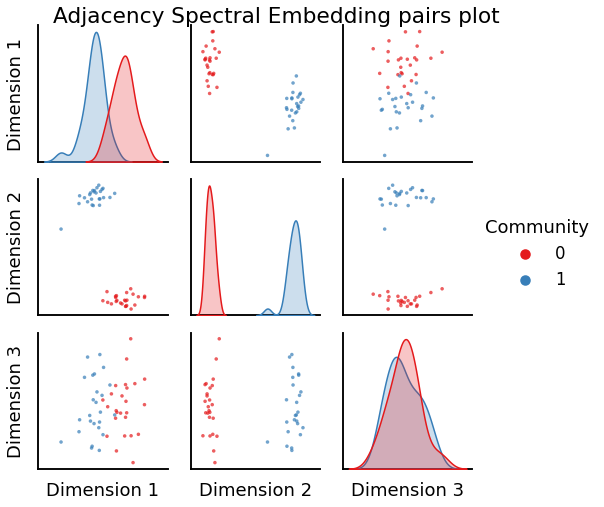 Adjacency Spectral Embedding pairs plot
Dimension 1
Dimension 2
Dimension 3
Community
0
1
Dimension 1
Dimension 2
Dimension 3